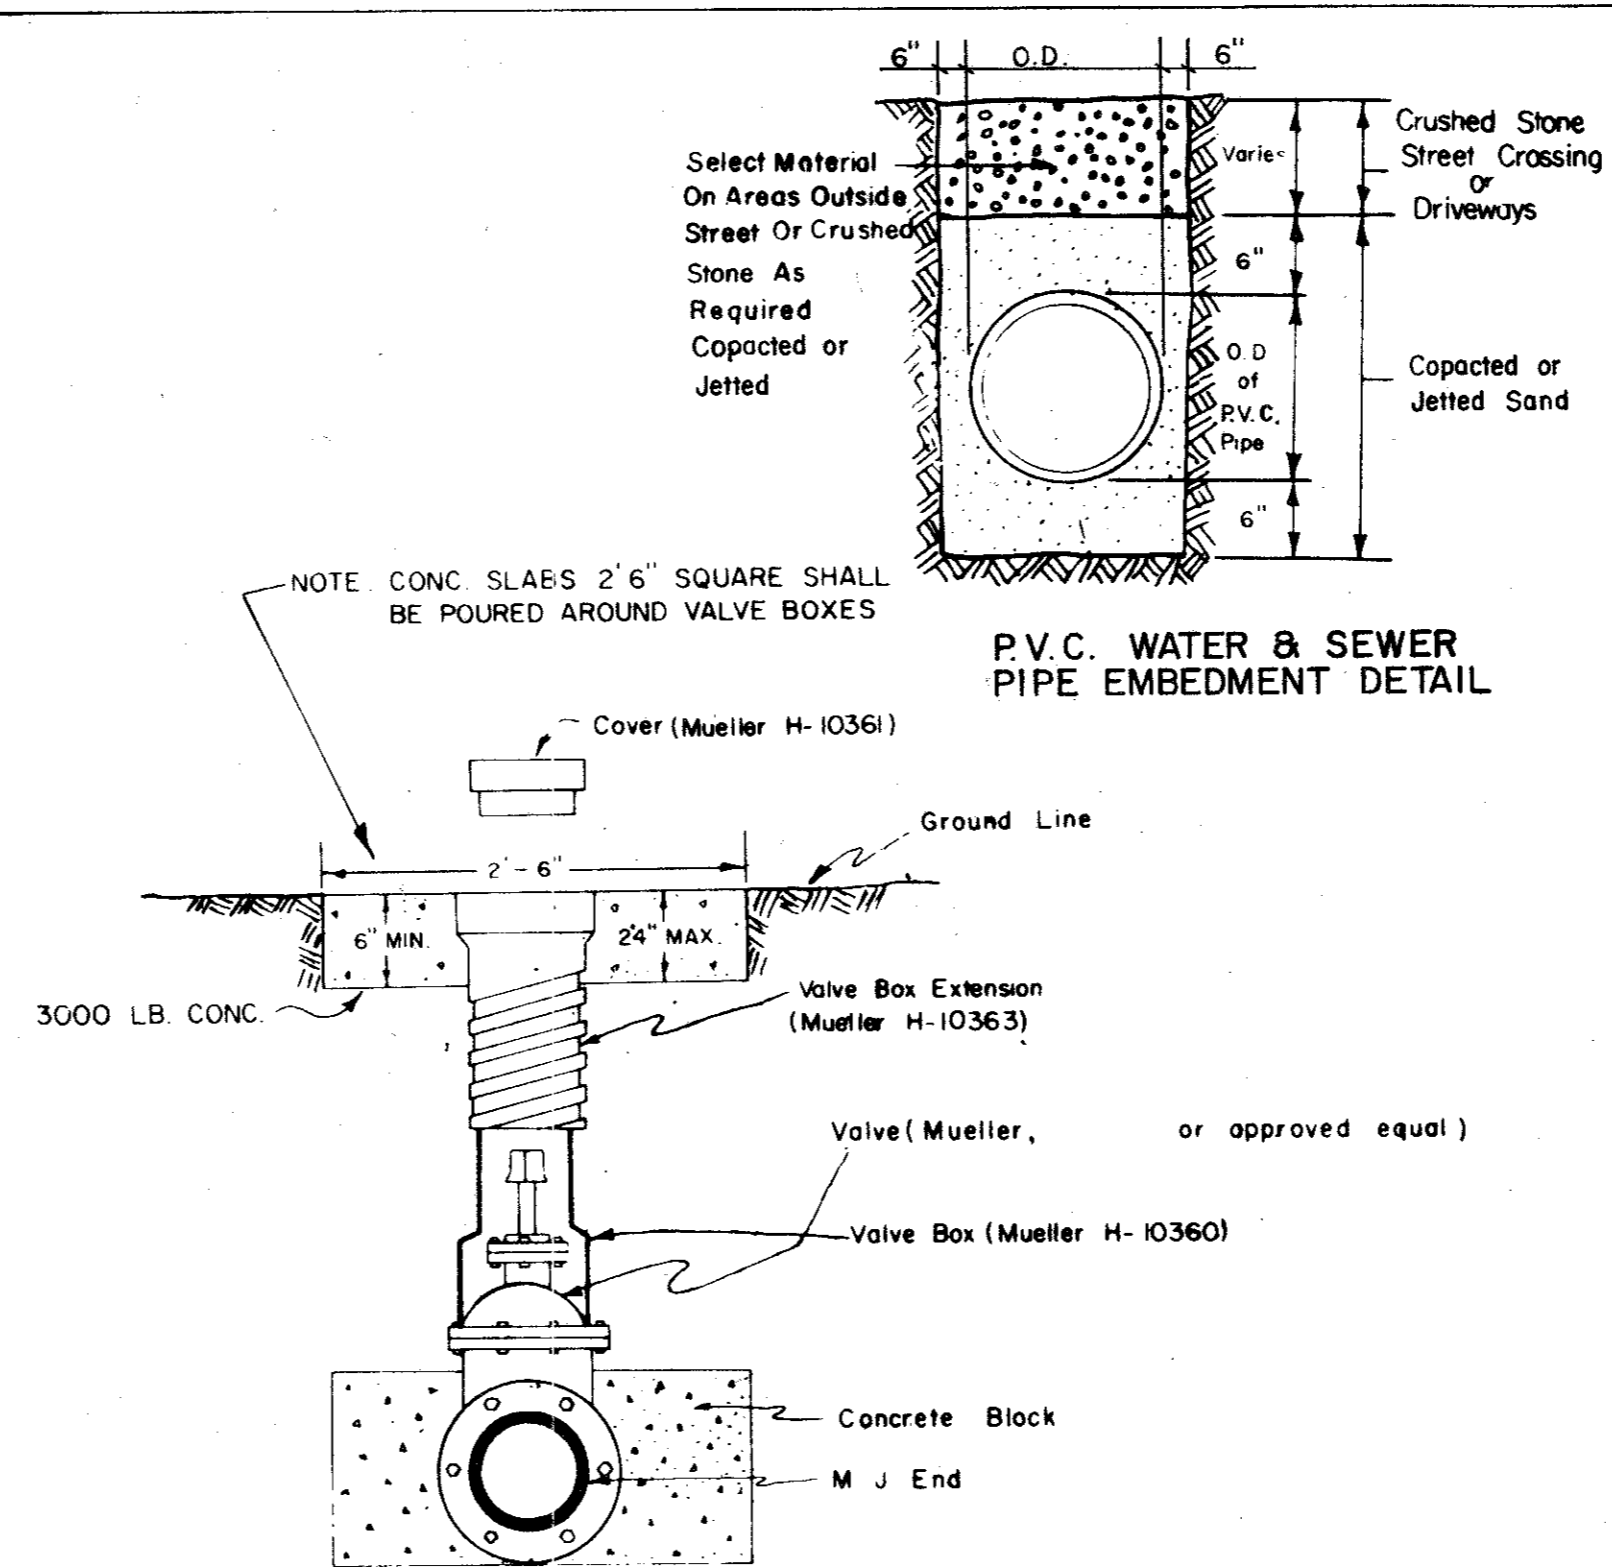 6" O.D. 6"
Select Material
On Areas Outside
Street Or Crushed
Stone As
Required
Copacted or
Jetted
Varies
6"
O.D
of
P.V.C.
Pipe
6"
Crushed Stone
Street Crossing
or
Driveways
Copacted or
Jetted Sand
P.V.C. WATER & SEWER
PIPE EMBEDMENT DETAIL
NOTE. CONC. SLABS 2'6" SQUARE SHALL
BE POURED AROUND VALVE BOXES
Cover (Mueller H-10361)
Ground Line
2'-6"
6" MIN. 24" MAX.
3000 LB. CONC.
Valve Box Extension
(Mueller H-10363)
Valve (Mueller, or approved equal)
Valve Box (Mueller H-10360)
Concrete Block
M J End